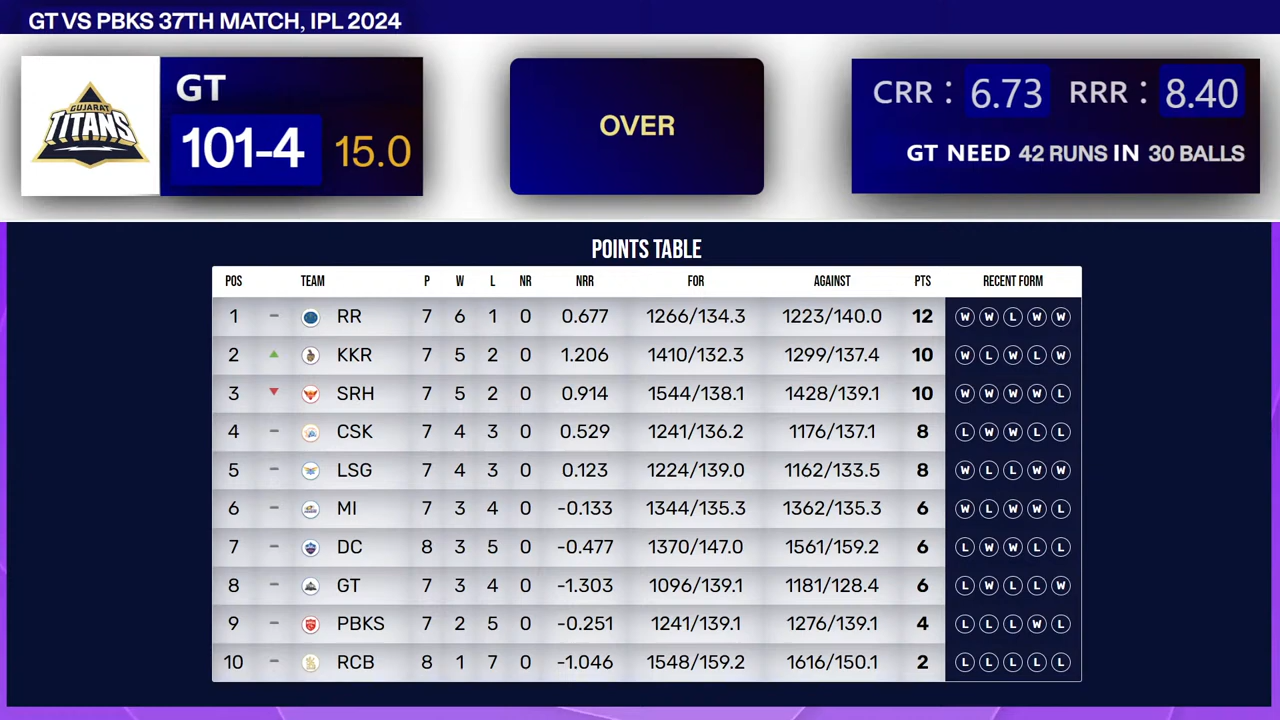 GT VS PBKS 37TH MATCH, IPL 2024
GUJARAT
TITANS
GT
101-4 15.0
OVER
CRR : 6.73 RRR : 8.40
GT NEED 42 RUNS IN 30 BALLS
POINTS TABLE
POS TEAM P W L NR NRR FOR AGAINST PTS RECENT FORM
1 RR 7 6 1 0 0.677 1266/134.3 1223/140.0 12 W W L W W
2 KKR 7 5 2 0 1.206 1410/132.3 1299/137.4 10 W L W L W
3 SRH 7 5 2 0 0.914 1544/138.1 1428/139.1 10 W W W W L
4 CSK 7 4 3 0 0.529 1241/136.2 1176/137.1 8 L W W L L
5 LSG 7 4 3 0 0.123 1224/139.0 1162/133.5 8 W L L W W
6 MI 7 3 4 0 -0.133 1344/135.3 1362/135.3 6 W L W W L
7 DC 8 3 5 0 -0.477 1370/147.0 1561/159.2 6 L W W L L
8 GT 7 3 4 0 -1.303 1096/139.1 1181/128.4 6 L W L L W
9 PBKS 7 2 5 0 -0.251 1241/139.1 1276/139.1 4 L L L W L
10 RCB 8 1 7 0 -1.046 1548/159.2 1616/150.1 2 L L L L L